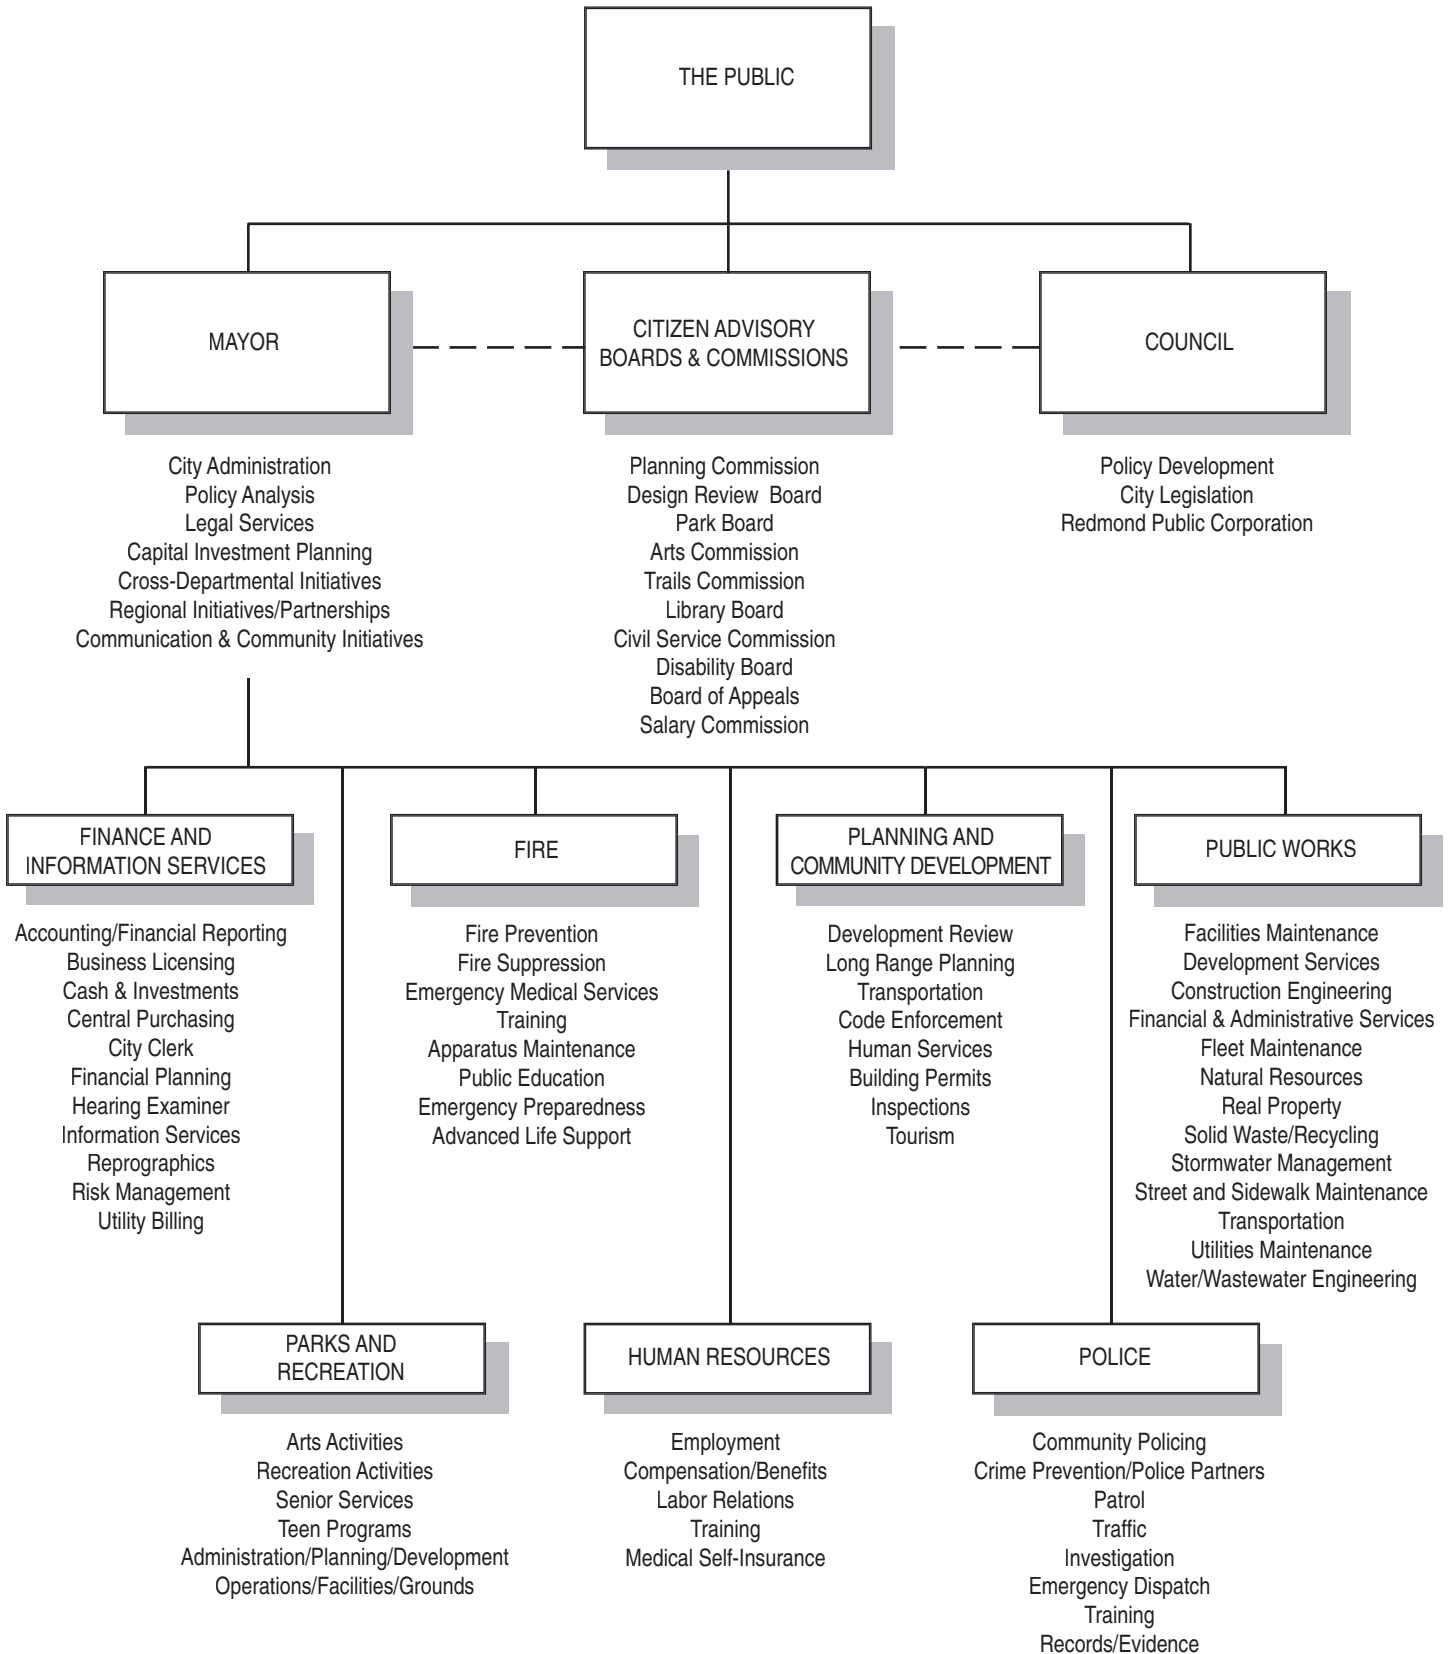 THE PUBLIC
MAYOR
CITIZEN ADVISORY
BOARDS & COMMISSIONS
COUNCIL
City Administration
Policy Analysis
Legal Services
Capital Investment Planning
Cross-Departmental Initiatives
Regional Initiatives/Partnerships
Communication & Community Initiatives
Planning Commission
Design Review Board
Park Board
Arts Commission
Trails Commission
Library Board
Civil Service Commission
Disability Board
Board of Appeals
Salary Commission
Policy Development
City Legislation
Redmond Public Corporation
FINANCE AND
INFORMATION SERVICES
Accounting/Financial Reporting
Business Licensing
Cash & Investments
Central Purchasing
City Clerk
Financial Planning
Hearing Examiner
Information Services
Reprographics
Risk Management
Utility Billing
FIRE
Fire Prevention
Fire Suppression
Emergency Medical Services
Training
Apparatus Maintenance
Public Education
Emergency Preparedness
Advanced Life Support
PLANNING AND
COMMUNITY DEVELOPMENT
Development Review
Long Range Planning
Transportation
Code Enforcement
Human Services
Building Permits
Inspections
Tourism
PUBLIC WORKS
Facilities Maintenance
Development Services
Construction Engineering
Financial & Administrative Services
Fleet Maintenance
Natural Resources
Real Property
Solid Waste/Recycling
Stormwater Management
Street and Sidewalk Maintenance
Transportation
Utilities Maintenance
Water/Wastewater Engineering
PARKS AND
RECREATION
Arts Activities
Recreation Activities
Senior Services
Teen Programs
Administration/Planning/Development
Operations/Facilities/Grounds
HUMAN RESOURCES
Employment
Compensation/Benefits
Labor Relations
Training
Medical Self-Insurance
POLICE
Community Policing
Crime Prevention/Police Partners
Patrol
Traffic
Investigation
Emergency Dispatch
Training
Records/Evidence